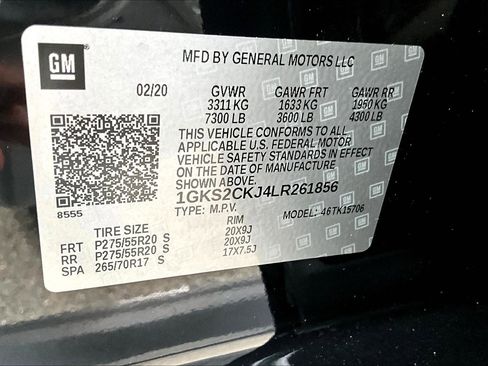 GM
MFD BY GENERAL MOTORS LLC
02/20 GVWR GAWR FRT GAWR RR
3311 KG 1633 KG 1950 KG
7300 LB 3600 LB 4300 LB
THIS VEHICLE CONFORMS TO ALL
APPLICABLE U.S. FEDERAL MOTOR
VEHICLE SAFETY STANDARDS IN EFFECT
ON THE DATE OF MANUFACTURE
8555 1GKS2CKJ4LR261856
TYPE: M.P.V. MODEL: 46TK15706
TIRE SIZE RIM
FRT P275/55R20 S 20X9J
RR P275/55R20 S 20X9J
SPA 265/70R17 S 17X7.5J